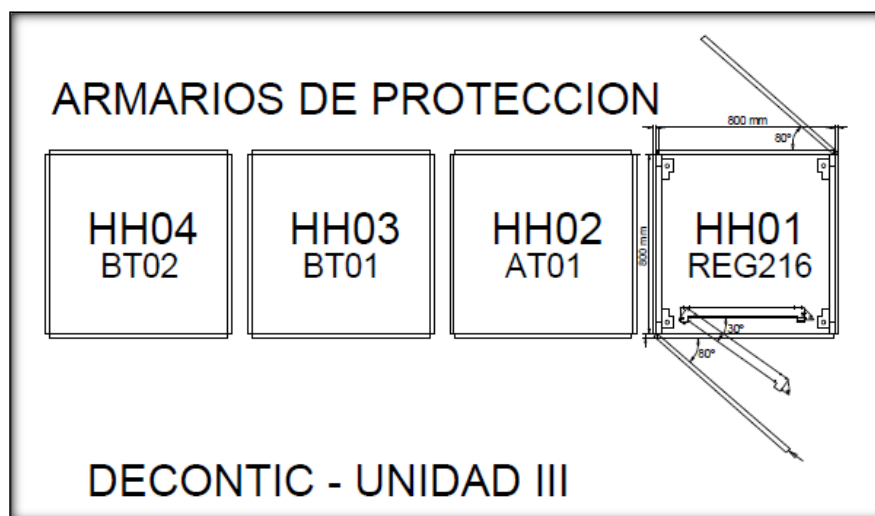 ARMARIOS DE PROTECCION
800 mm
80°
HH04
BT02
HH03
BT01
HH02
AT01
800 mm
HH01
REG216
30°
80°
DECONTIC - UNIDAD III